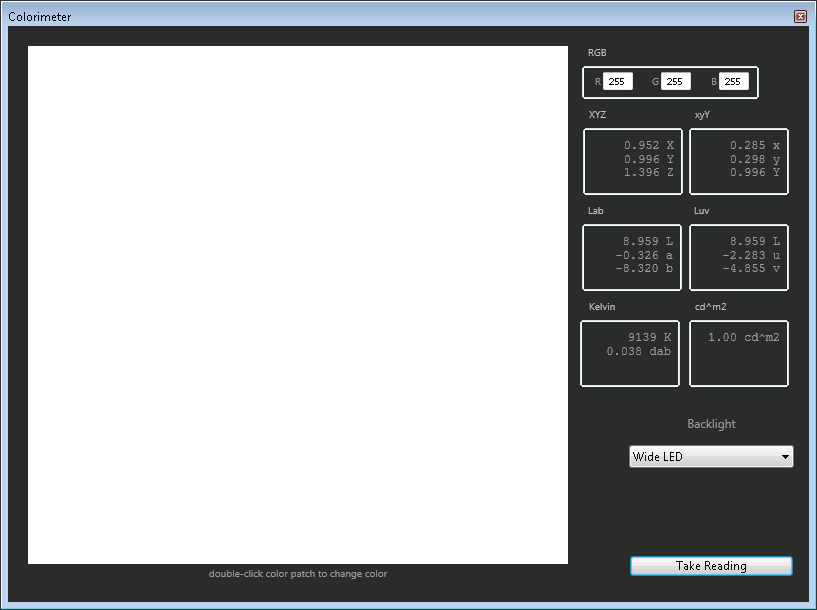 Colorimeter
RGB
R 255 G 255 B 255
XYZ
0.952 X
0.996 Y
1.396 Z
xyY
0.285 x
0.298 y
0.996 Y
Lab
8.959 L
-0.326 a
-8.320 b
Luv
8.959 L
-2.283 u
-4.855 v
Kelvin
9139 K
0.038 dab
cd^m2
1.00 cd^m2
Backlight
Wide LED
Take Reading
double-click color patch to change color